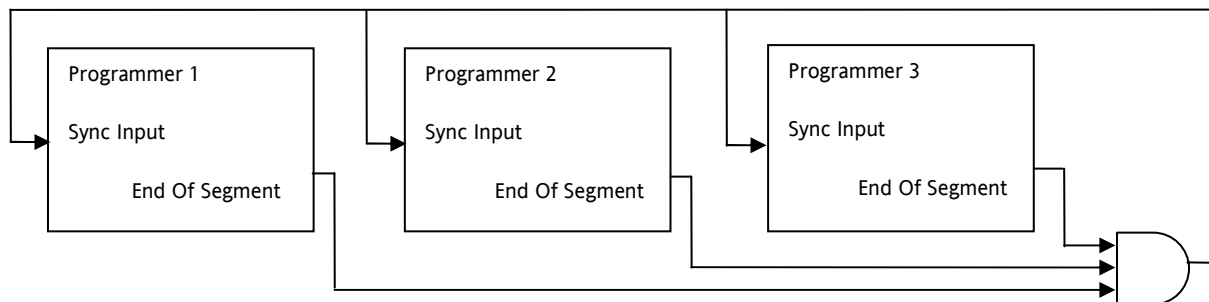 Programmer 1
Sync Input
End Of Segment
Programmer 2
Sync Input
End Of Segment
Programmer 3
Sync Input
End Of Segment